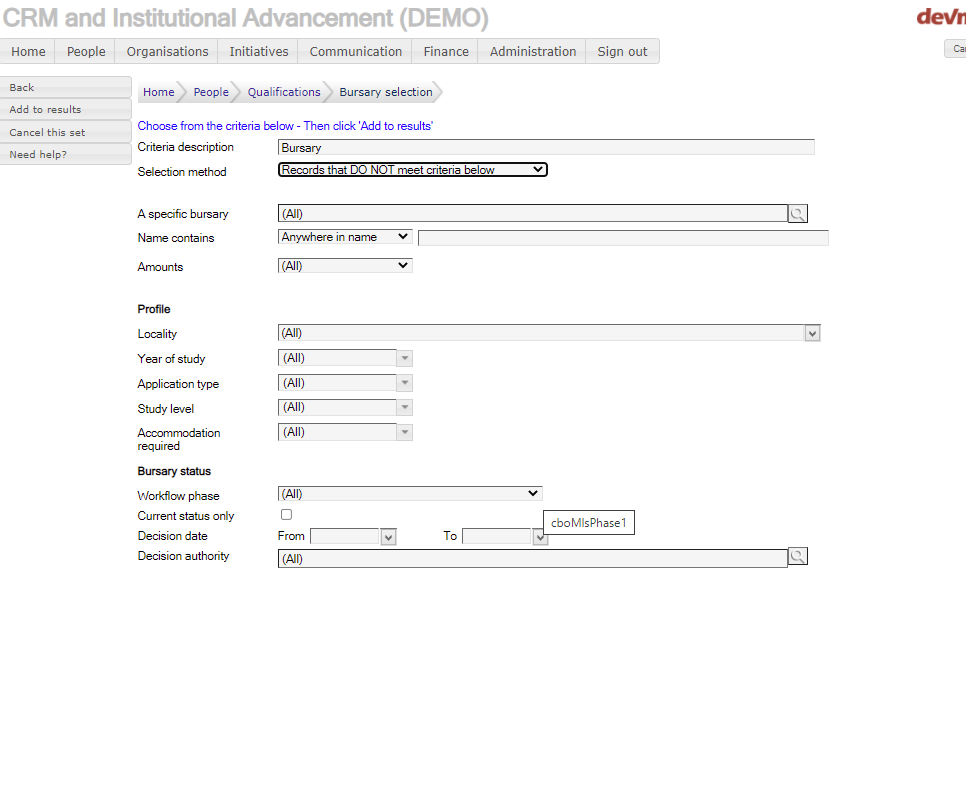 CRM and Institutional Advancement (DEMO)
Home People Organisations Initiatives Communication Finance Administration Sign out
Back
Add to results
Cancel this set
Need help?
Home People Qualifications Bursary selection
Choose from the criteria below - Then click 'Add to results'
Criteria description Bursary
Selection method Records that DO NOT meet criteria below
A specific bursary (All)
Name contains Anywhere in name
Amounts (All)
Profile
Locality (All)
Year of study (All)
Application type (All)
Study level (All)
Accommodation required (All)
Bursary status
Workflow phase (All)
Current status only
cboMlsPhase1
Decision date From To
Decision authority (All)